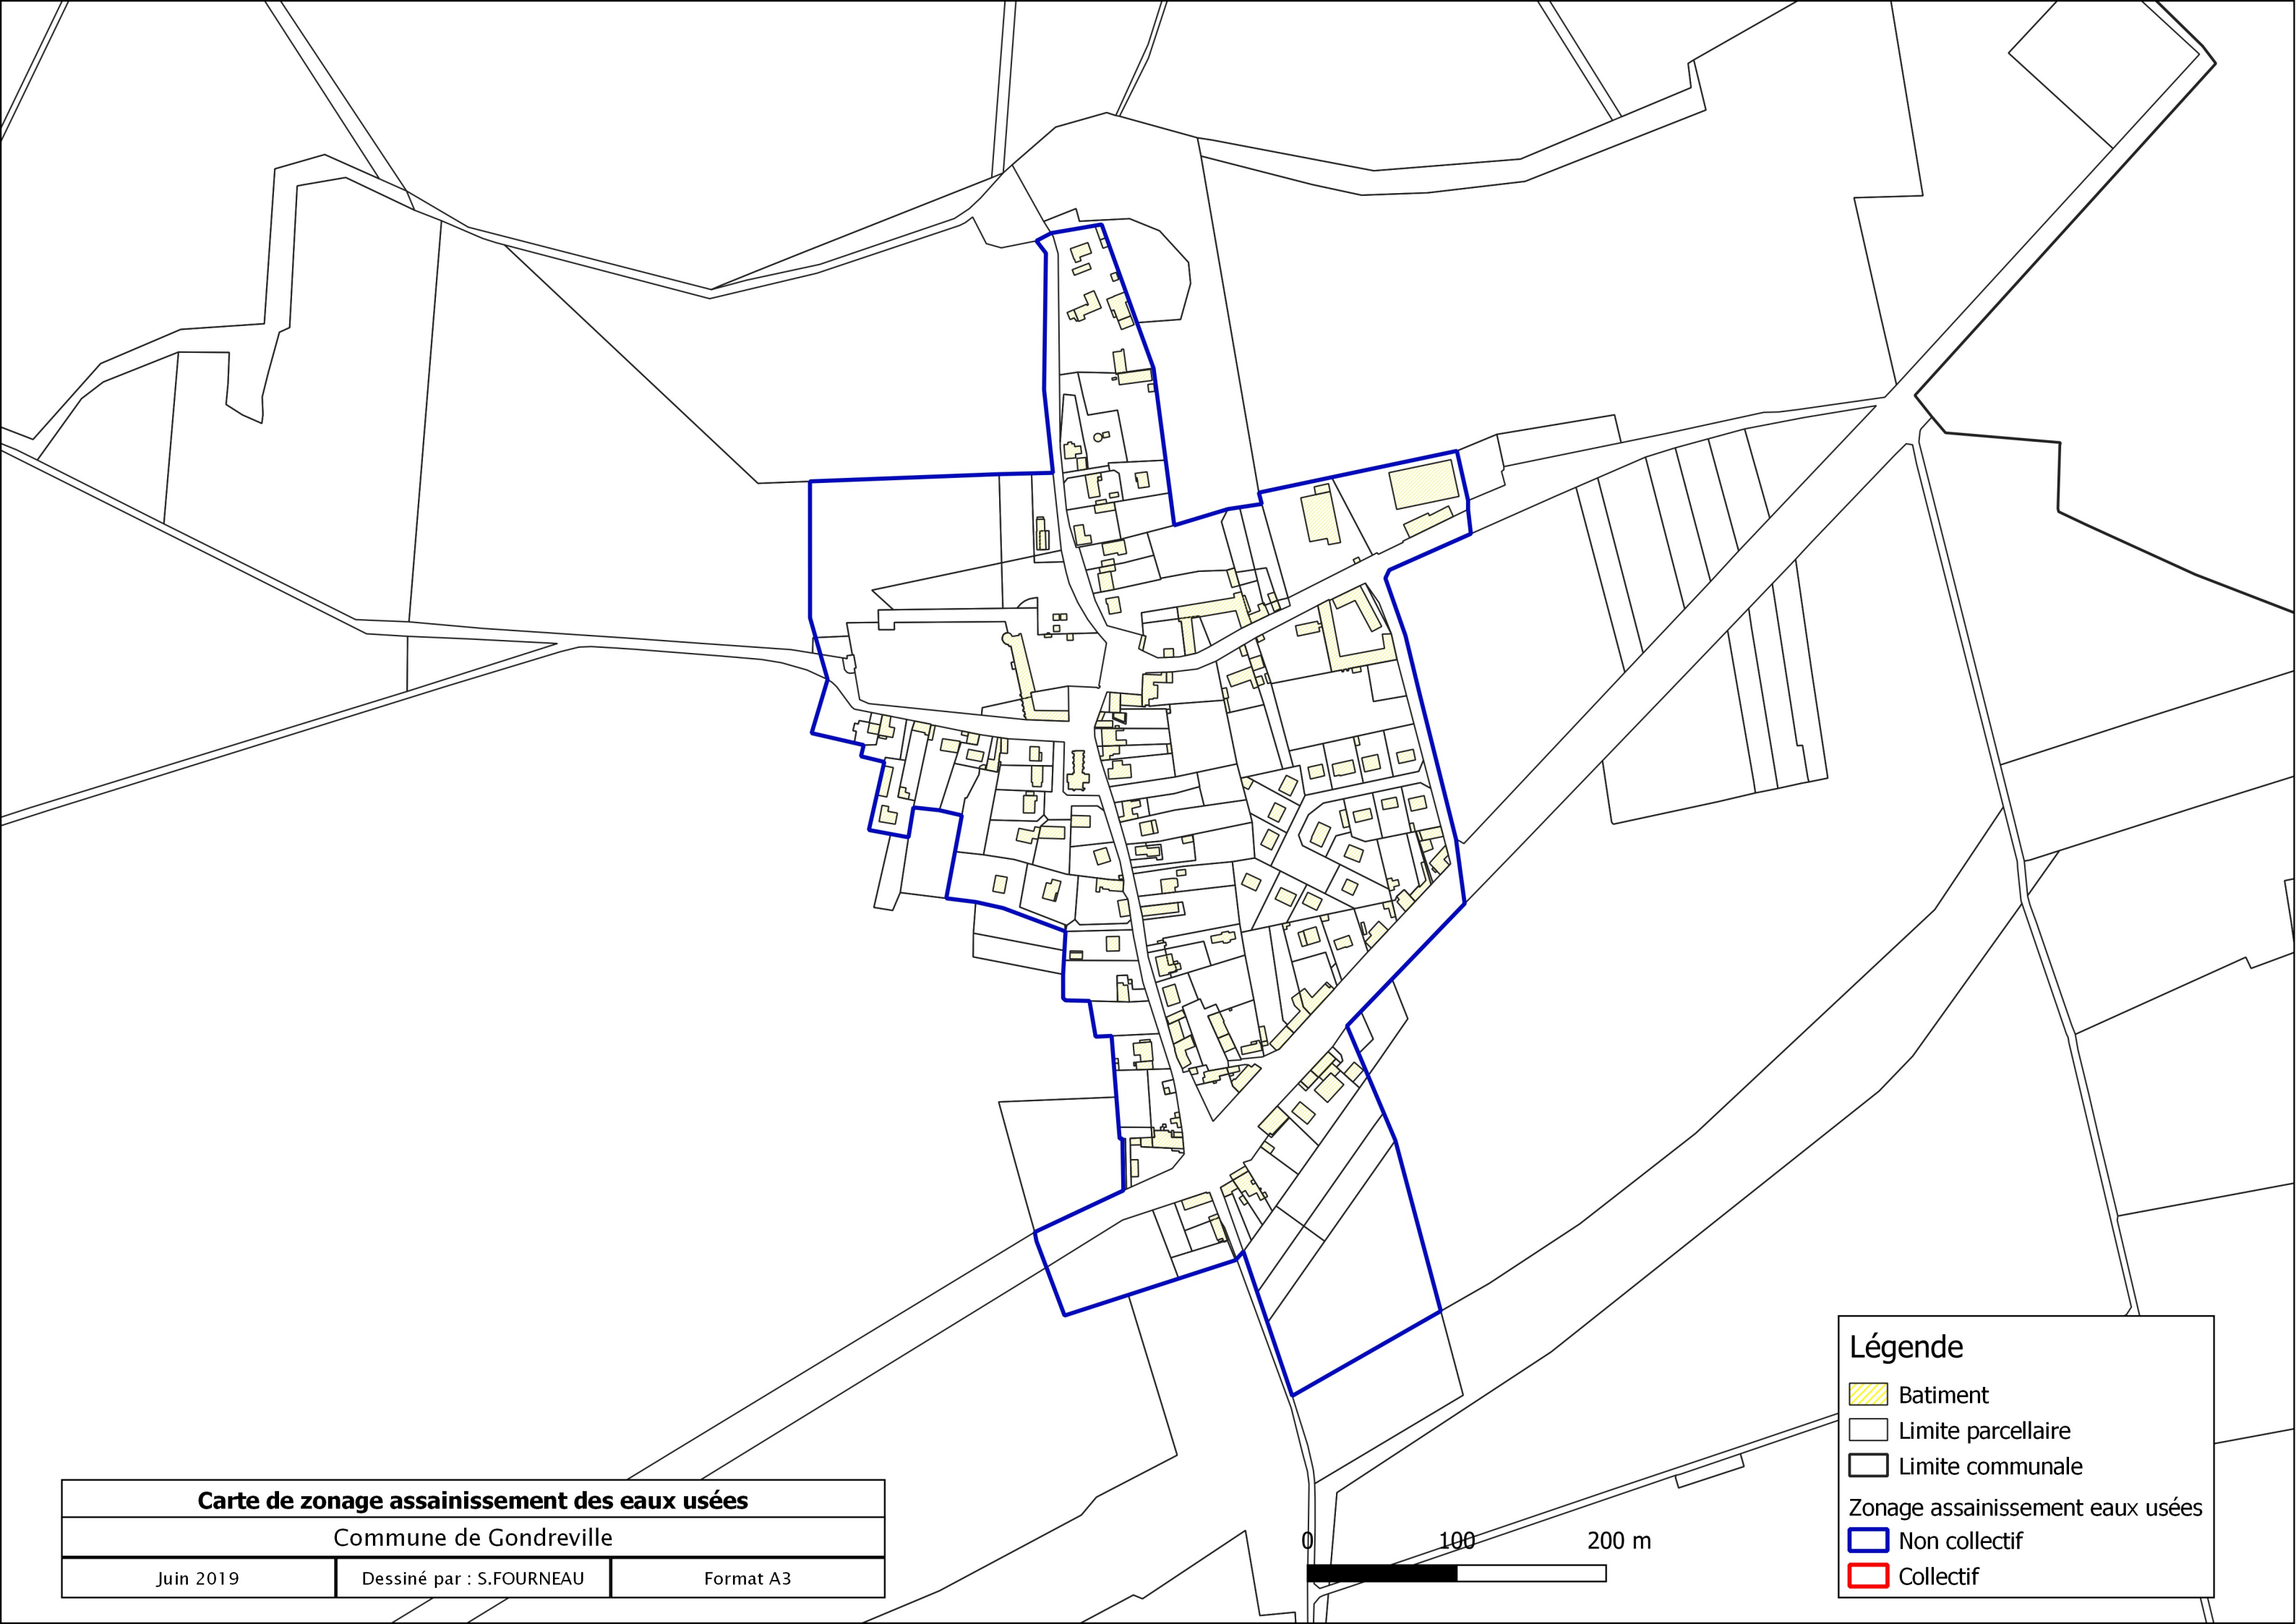 Légende
Batiment
Limite parcellaire
Limite communale
Zonage assainissement eaux usées
Non collectif
Collectif
Carte de zonage assainissement des eaux usées
Commune de Gondreville
Juin 2019
Dessiné par : S.FOURNEAU
Format A3
0 100 200 m